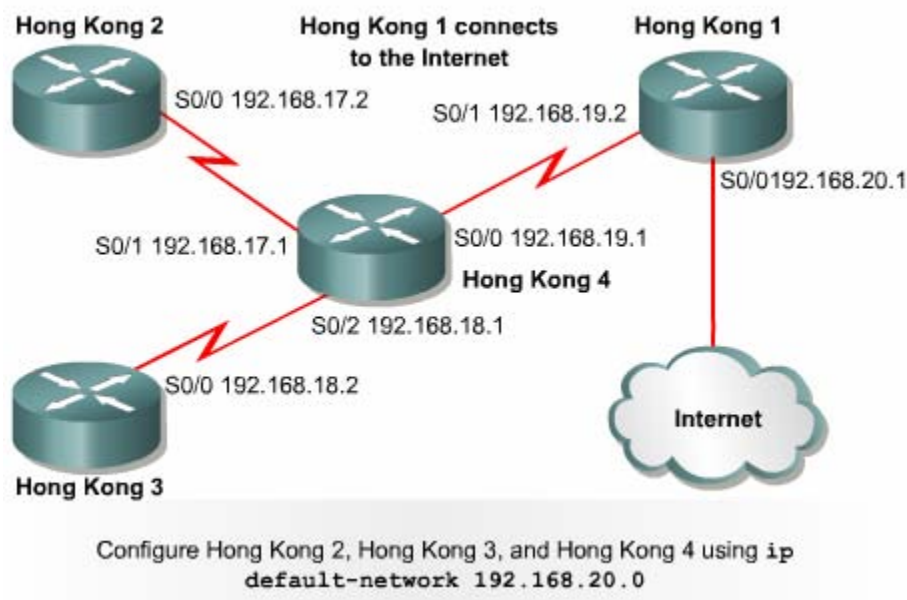 Hong Kong 2
Hong Kong 1 connects
to the Internet
Hong Kong 1
S0/0 192.168.17.2
S0/1 192.168.19.2
S0/0192.168.20.1
S0/1 192.168.17.1
S0/0 192.168.19.1
Hong Kong 4
S0/2 192.168.18.1
S0/0 192.168.18.2
Internet
Hong Kong 3
Configure Hong Kong 2, Hong Kong 3, and Hong Kong 4 using ip
default-network 192.168.20.0